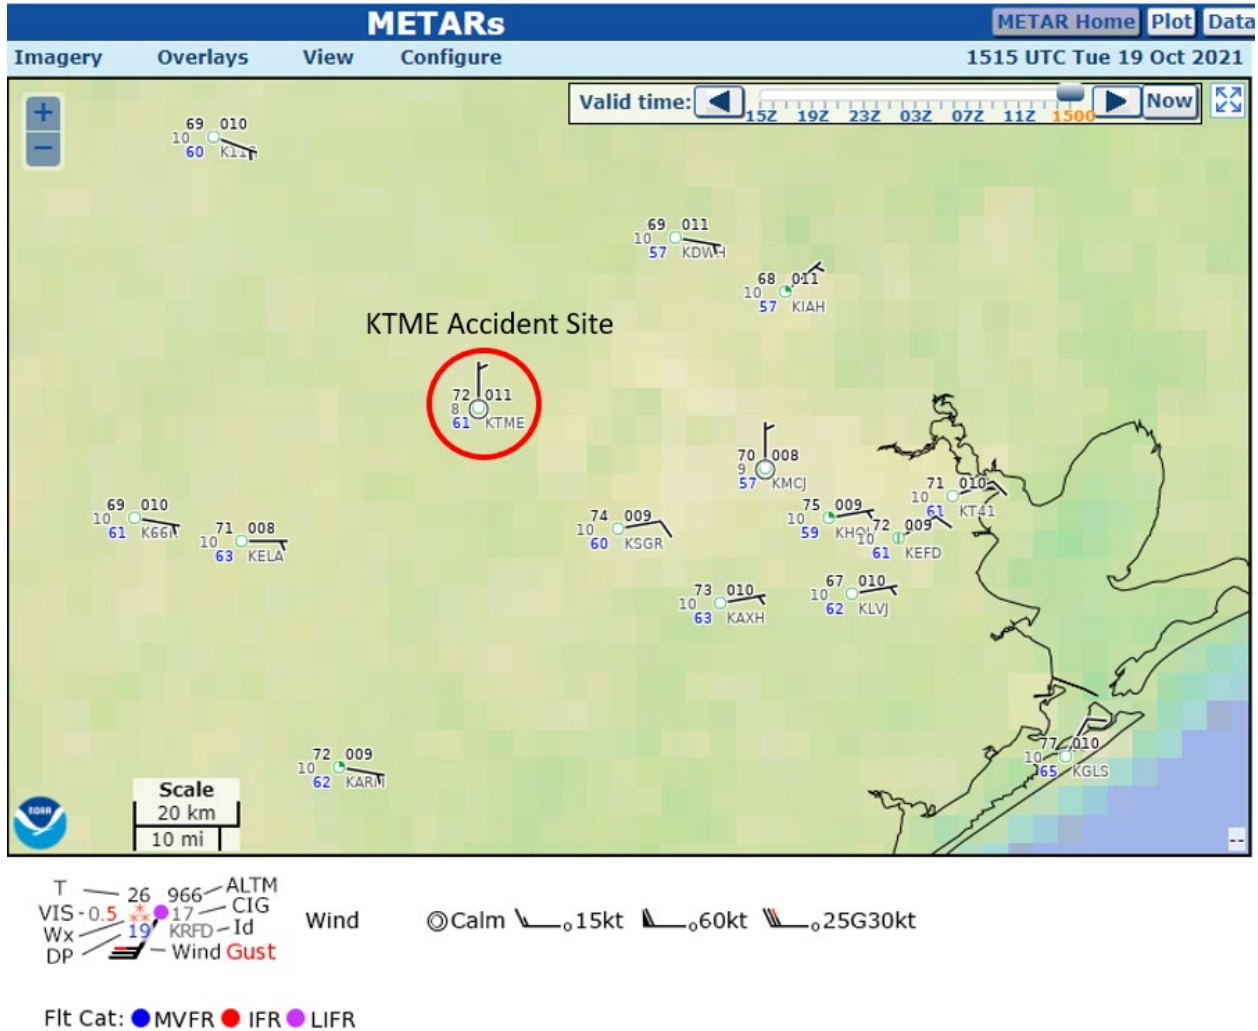 METARs
METAR Home Plot Data
Imagery Overlays View Configure 1515 UTC Tue 19 Oct 2021
Valid time: Now
15Z 19Z 23Z 03Z 07Z 11Z 1500
+
−
69 010
10
60
69 011
10
57 KDWH
68 011
10
57 KIAH
KTME Accident Site
72 011
8
61 KTME
70 008
9
57 KMCJ
71 010
10
61 KT41
69 010
10
61
71 008
10
63 KELA
74 009
10
60 KSGR
75 009
10
59
72 009
10
61 KEFD
73 010
10
63 KAXH
67 010
10
62 KLVJ
77 010
10
65 KGLS
72 009
10
62 KARM
Scale
20 km
10 mi
NOAA
--
T 26 966 ALTM
VIS - 0.5 17 CIG
Wx 19 KRFD Id
DP Wind Gust
Wind Calm 15kt 60kt 25G30kt
Flt Cat: MVFR IFR LIFR